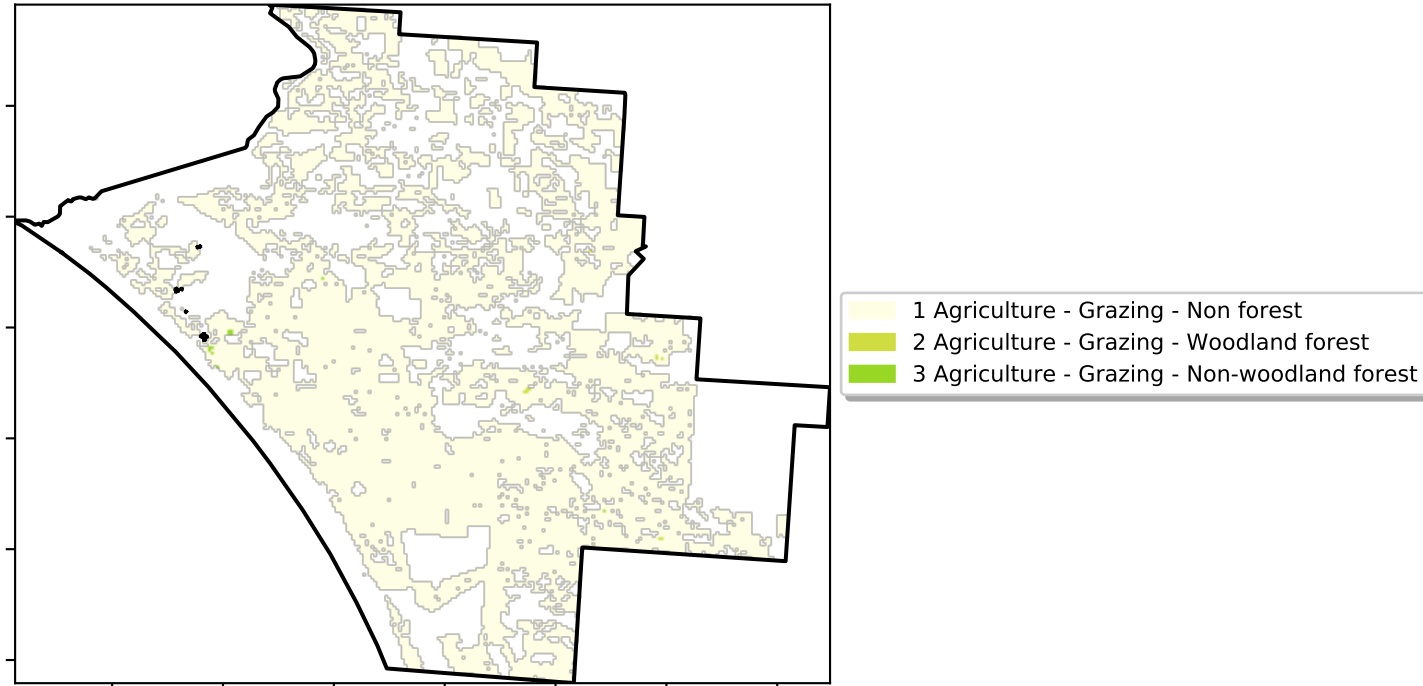 1 Agriculture - Grazing - Non forest
2 Agriculture - Grazing - Woodland forest
3 Agriculture - Grazing - Non-woodland forest